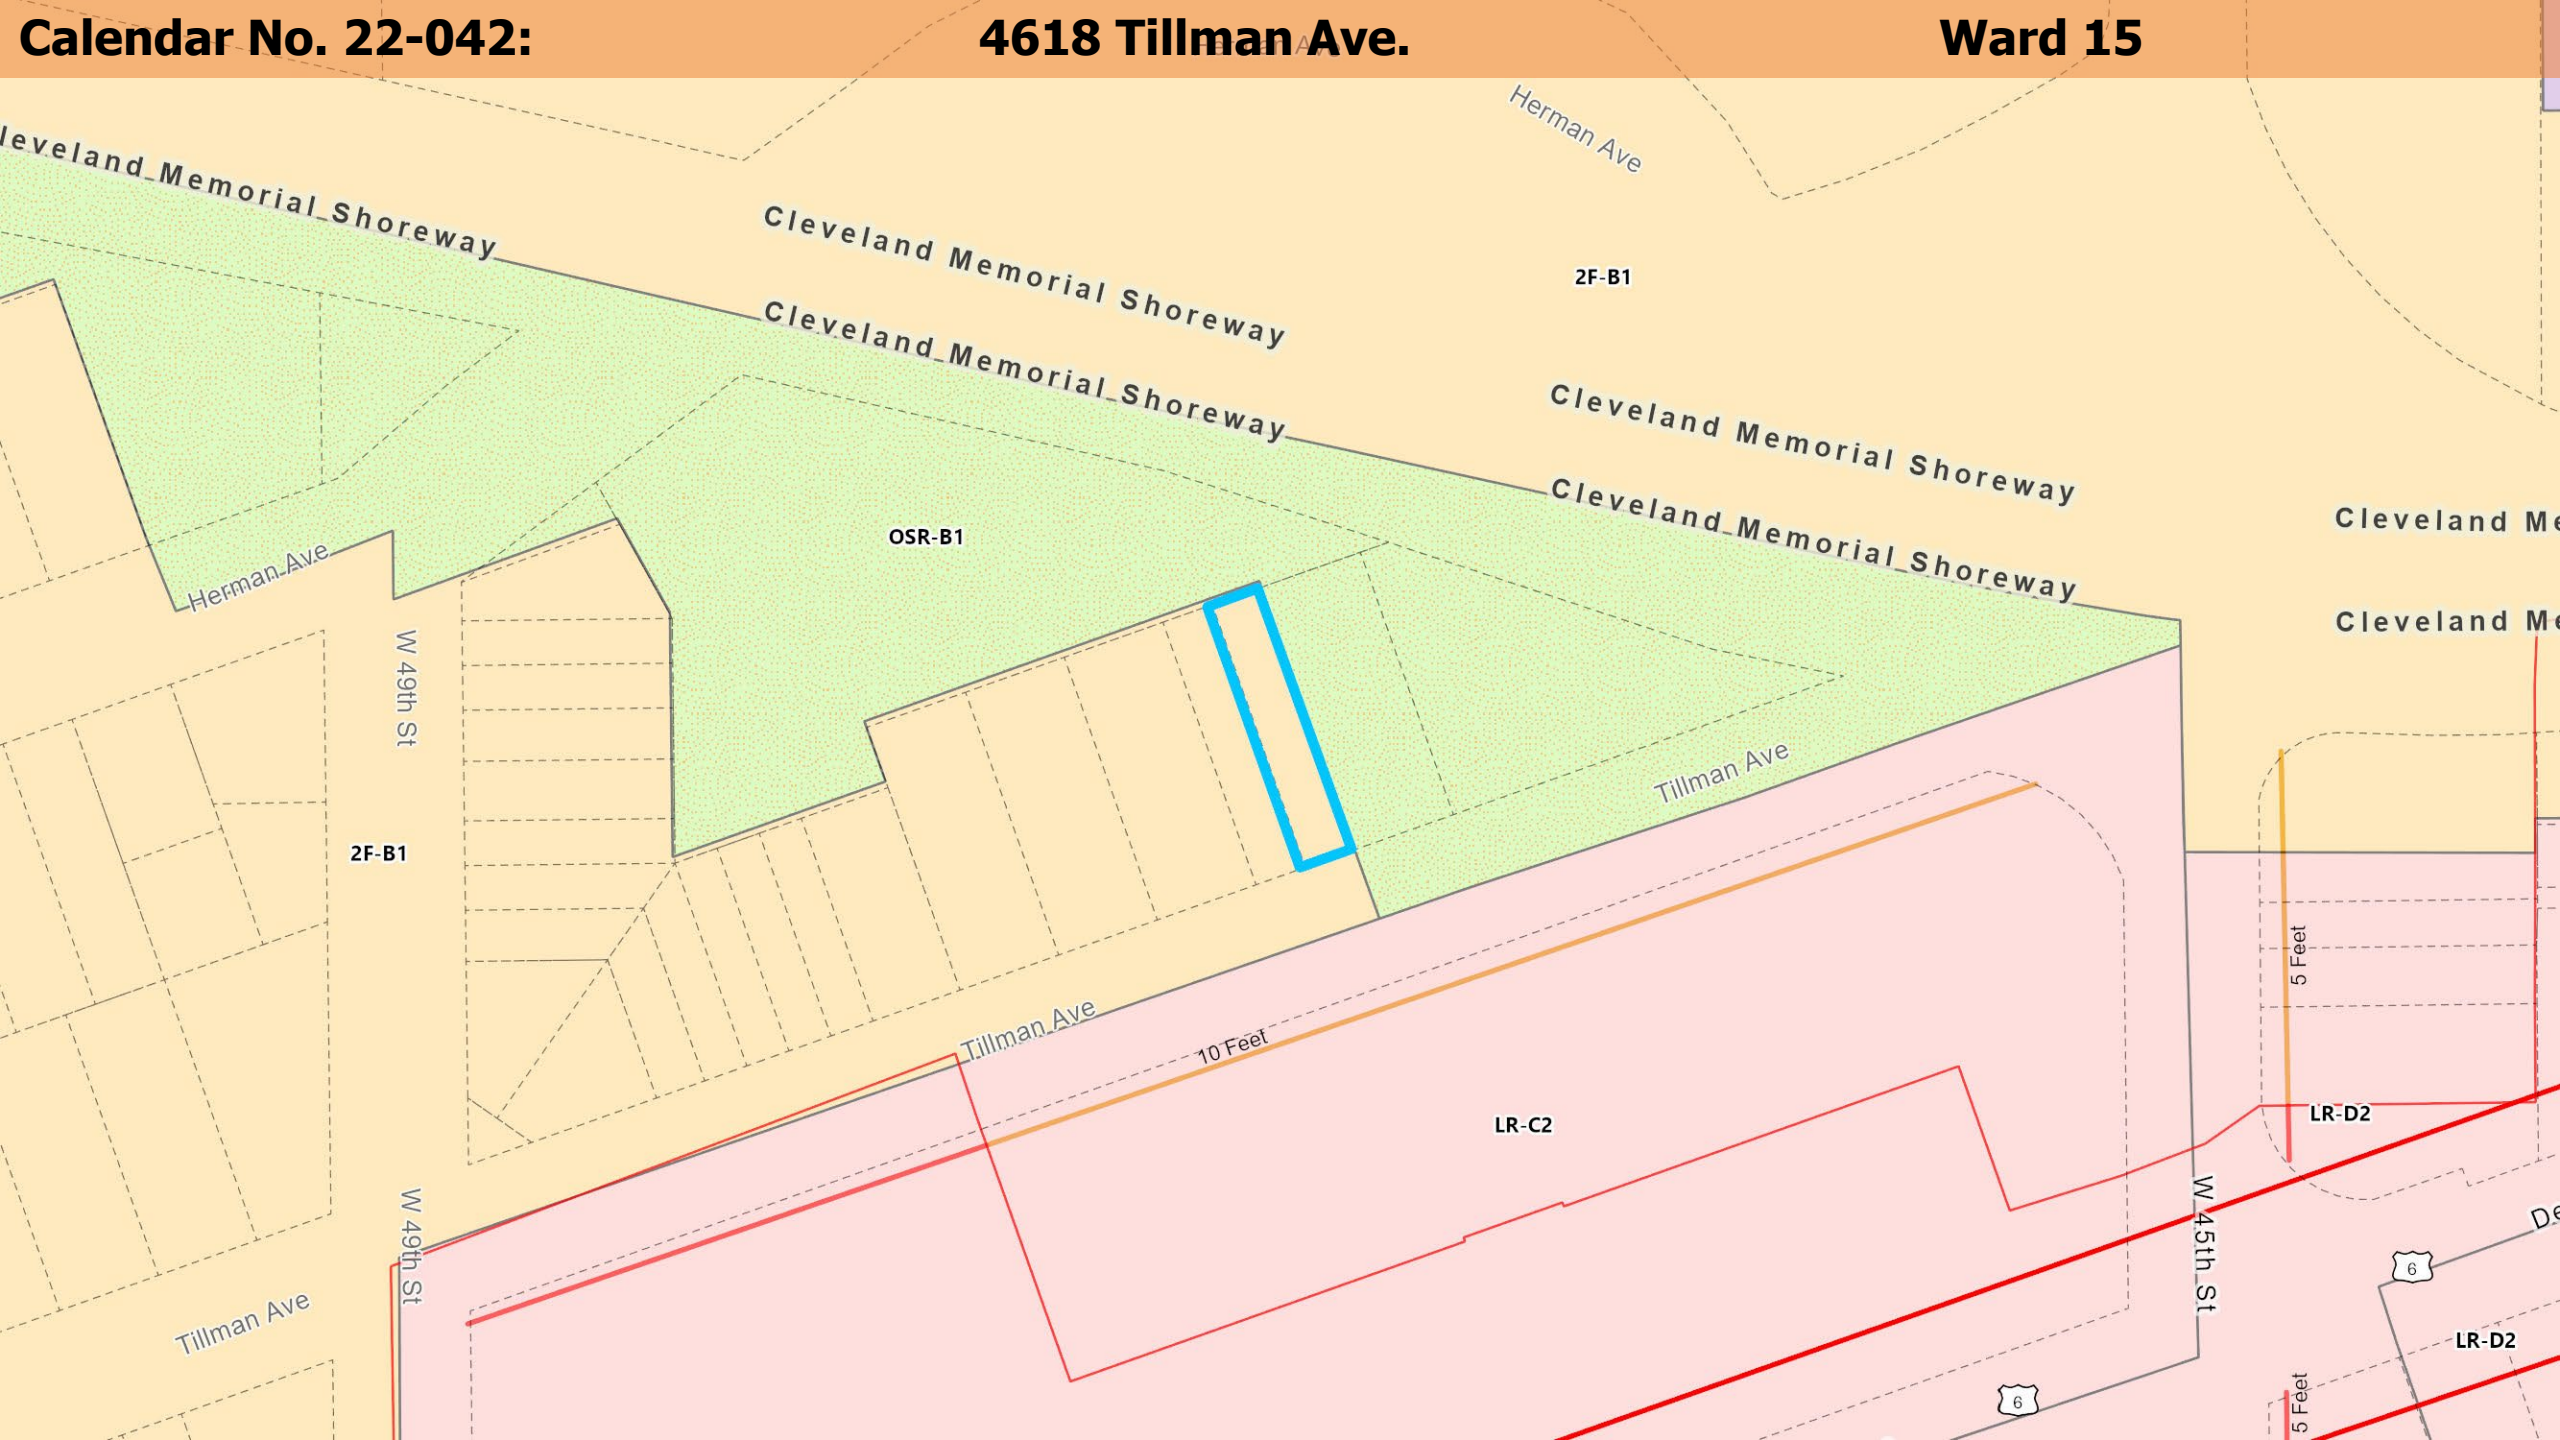 Calendar No. 22-042:
4618 Tillman Ave.
Ward 15
Herman Ave
Herman Ave
leveland Memorial Shoreway
Cleveland Memorial Shoreway
2F-B1
Cleveland Memorial Shoreway
Cleveland Memorial Shoreway
Cleveland Memorial Shoreway
Cleveland Me
OSR-B1
Herman Ave
Cleveland Me
W 49th St
Tillman Ave
2F-B1
5 Feet
Tillman Ave
10 Feet
LR-C2
LR-D2
W 49th St
W 45th St
De
6
Tillman Ave
LR-D2
6
5 Feet